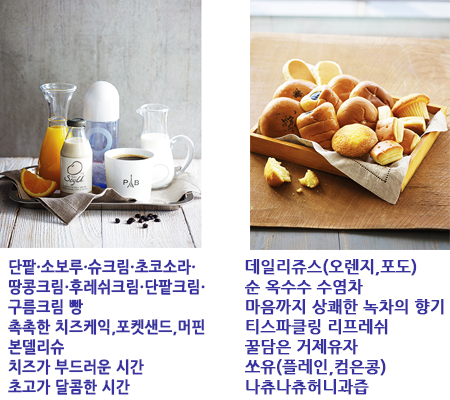 P B
단팥·소보루·슈크림·초코소라·
땅콩크림·후레쉬크림·단팥크림·
구름크림 빵
촉촉한 치즈케익,포켓샌드,머핀
본델리슈
치즈가 부드러운 시간
초고가 달콤한 시간
데일리쥬스(오렌지,포도)
순 옥수수 수염차
마음까지 상쾌한 녹차의 향기
티스파클링 리프레쉬
꿀담은 거제유자
쏘유(플레인,검은콩)
나츄나츄허니과즙